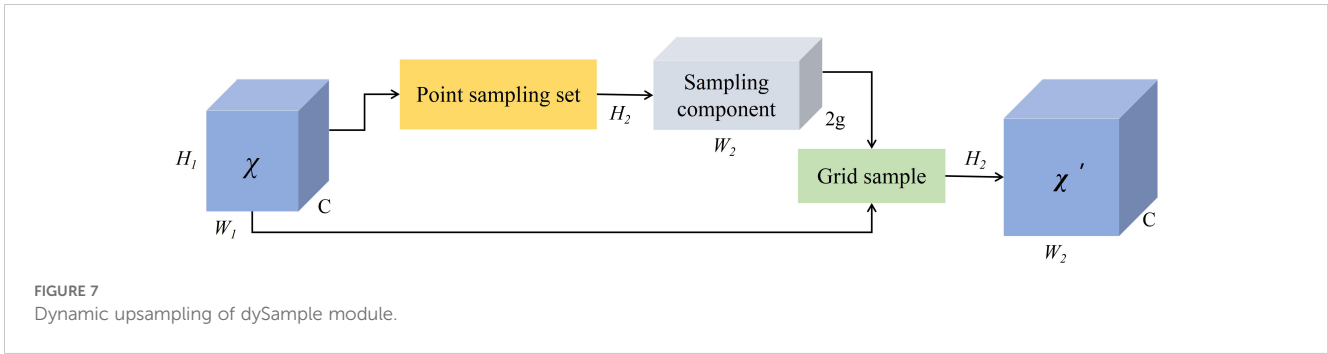 H1
χ
W1
C
Point sampling set
H2
Sampling
component
W2
2g
Grid sample
H2
χ ′
W2
C
FIGURE 7
Dynamic upsampling of dySample module.